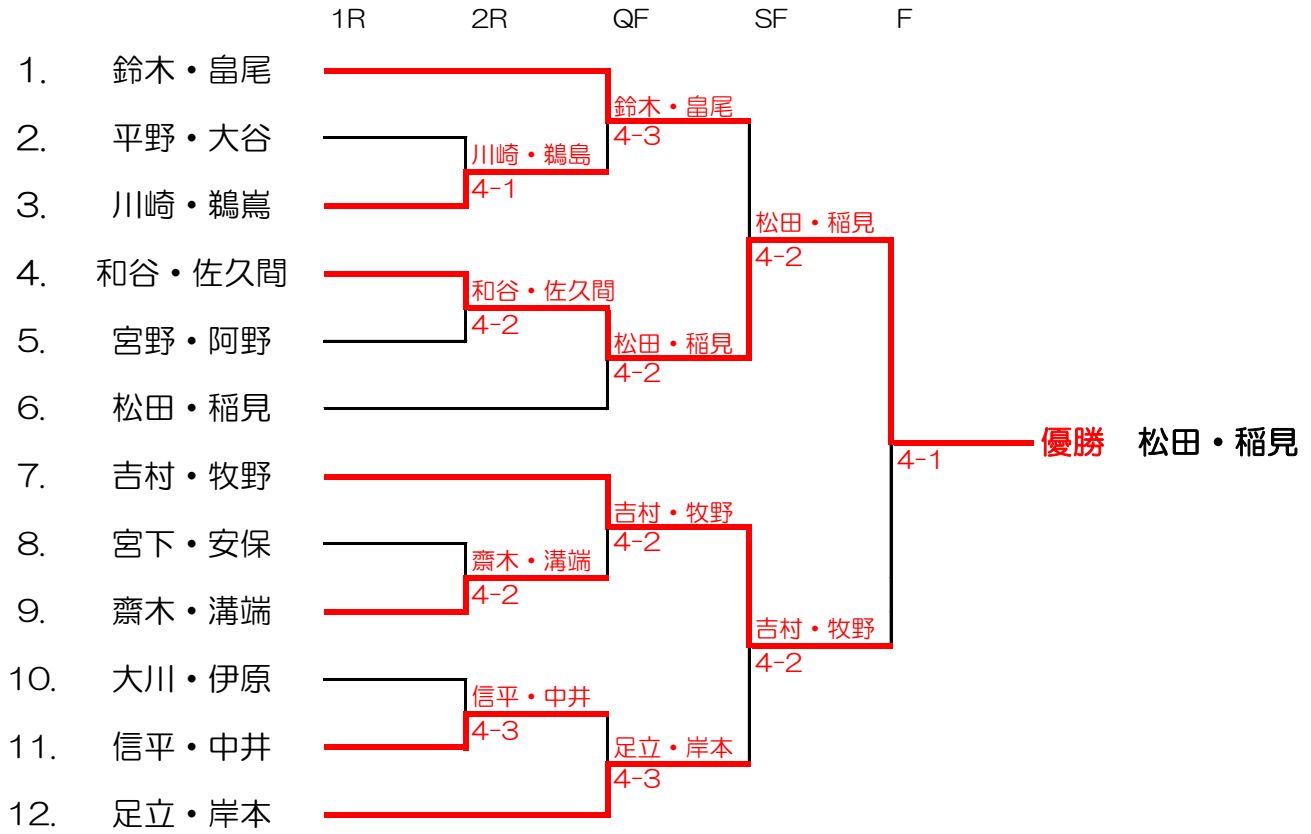 1R 2R QF SF F
1. 鈴木・畠尾
鈴木・畠尾
4-3
2. 平野・大谷
川崎・鵜島
4-1
3. 川崎・鵜嶌
松田・稲見
4-2
4. 和谷・佐久間
和谷・佐久間
4-2
5. 宮野・阿野
松田・稲見
4-2
6. 松田・稲見
優勝 松田・稲見
4-1
7. 吉村・牧野
吉村・牧野
4-2
8. 宮下・安保
齋木・溝端
4-2
9. 齋木・溝端
吉村・牧野
4-2
10. 大川・伊原
信平・中井
4-3
11. 信平・中井
足立・岸本
4-3
12. 足立・岸本